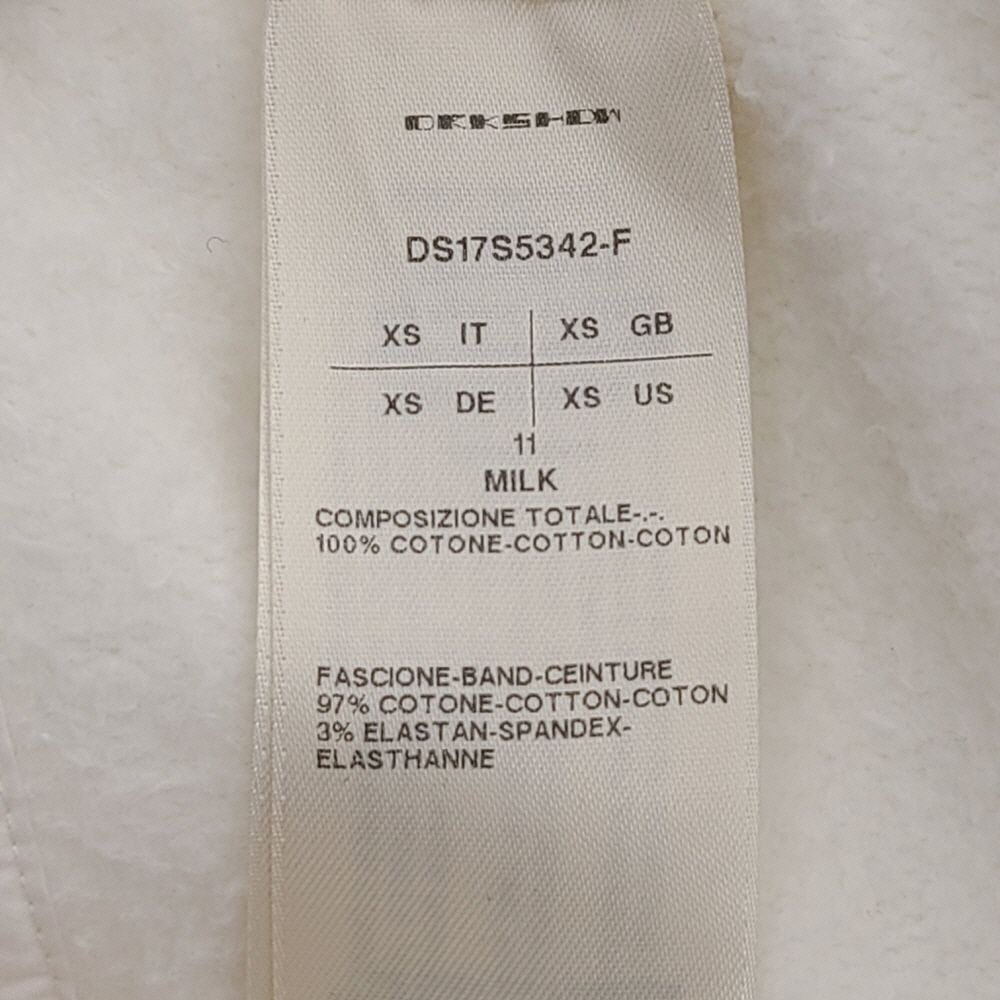 DRKSHDW
DS17S5342-F
XS IT XS GB
XS DE XS US
11
MILK
COMPOSIZIONE TOTALE-.-.
100% COTONE-COTTON-COTON
FASCIONE-BAND-CEINTURE
97% COTONE-COTTON-COTON
3% ELASTAN-SPANDEX-
ELASTHANNE